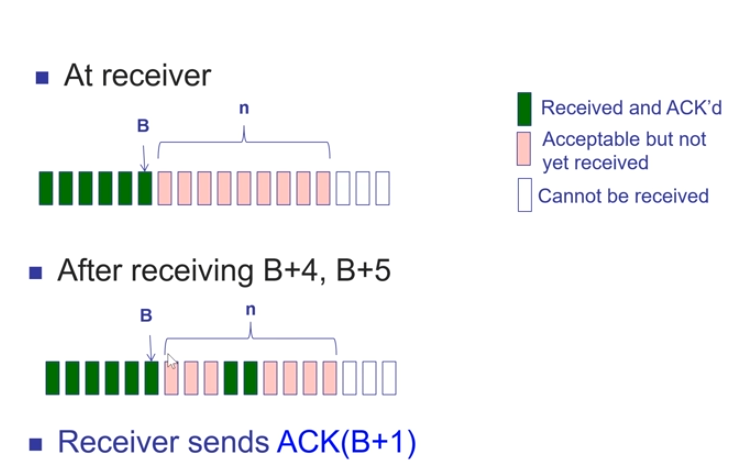 At receiver
n
B
Received and ACK'd
Acceptable but not
yet received
Cannot be received
After receiving B+4, B+5
B
n
Receiver sends ACK(B+1)